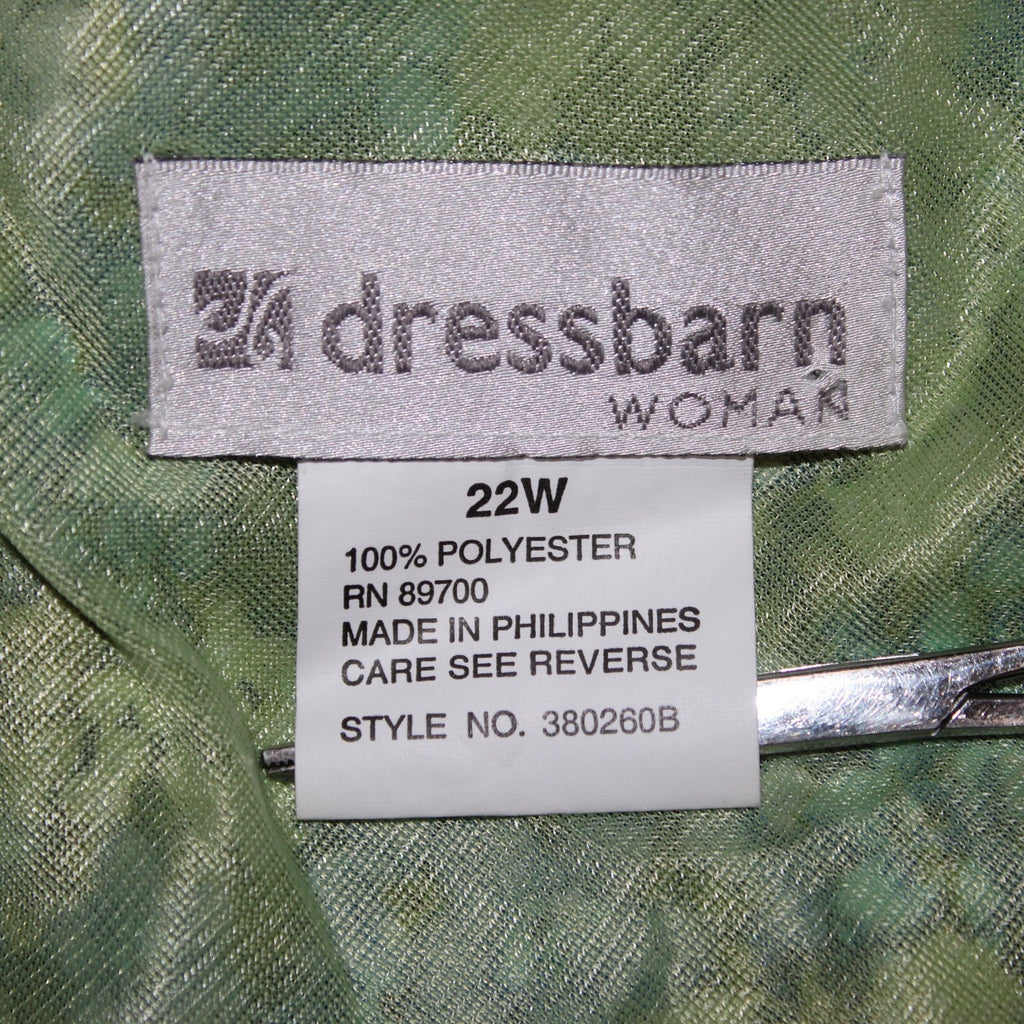 dressbarn
WOMAN
22W
100% POLYESTER
RN 89700
MADE IN PHILIPPINES
CARE SEE REVERSE
STYLE NO. 380260B